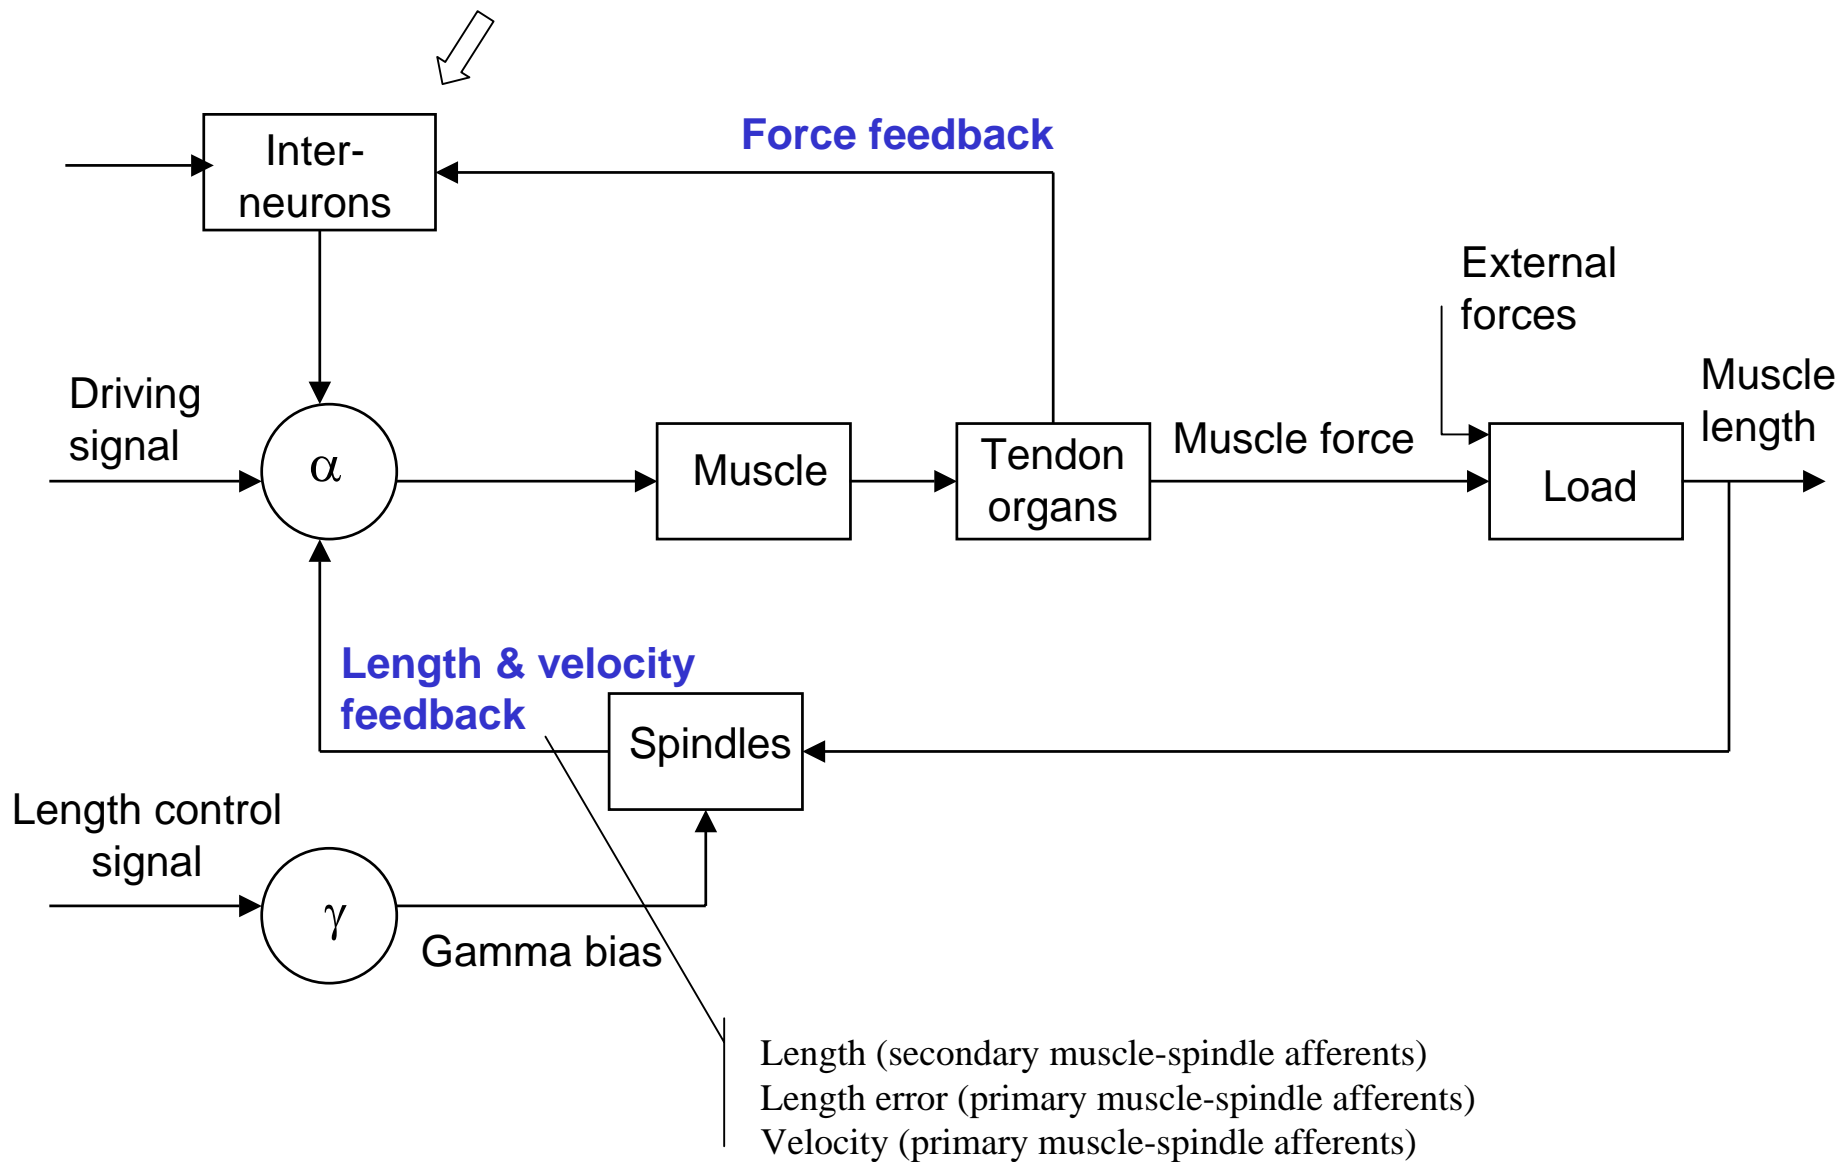 Inter-
neurons
Force feedback
External
forces
Driving
signal
α
Muscle
Tendon
organs
Muscle force
Load
Muscle
length
Length & velocity
feedback
Spindles
Length control
signal
γ
Gamma bias
Length (secondary muscle-spindle afferents)
Length error (primary muscle-spindle afferents)
Velocity (primary muscle-spindle afferents)